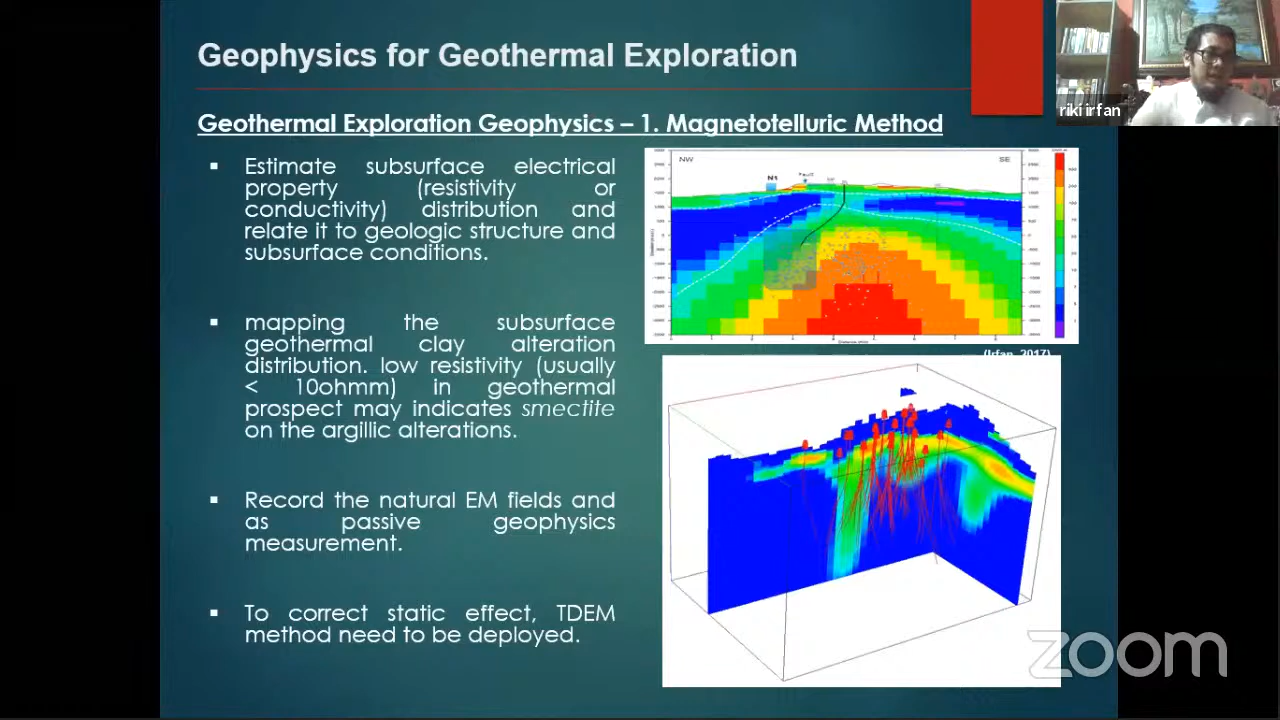 Geophysics for Geothermal Exploration
riki irfan
Geothermal Exploration Geophysics – 1. Magnetotelluric Method
▪ Estimate subsurface electrical
property (resistivity or
conductivity) distribution and
relate it to geologic structure and
subsurface conditions.
NW
SE
N1
(Irfan, 2017)
▪ mapping the subsurface
geothermal clay alteration
distribution. low resistivity (usually
< 10ohmm) in geothermal
prospect may indicates smectite
on the argillic alterations.
▪ Record the natural EM fields and
as passive geophysics
measurement.
▪ To correct static effect, TDEM
method need to be deployed.
zoom